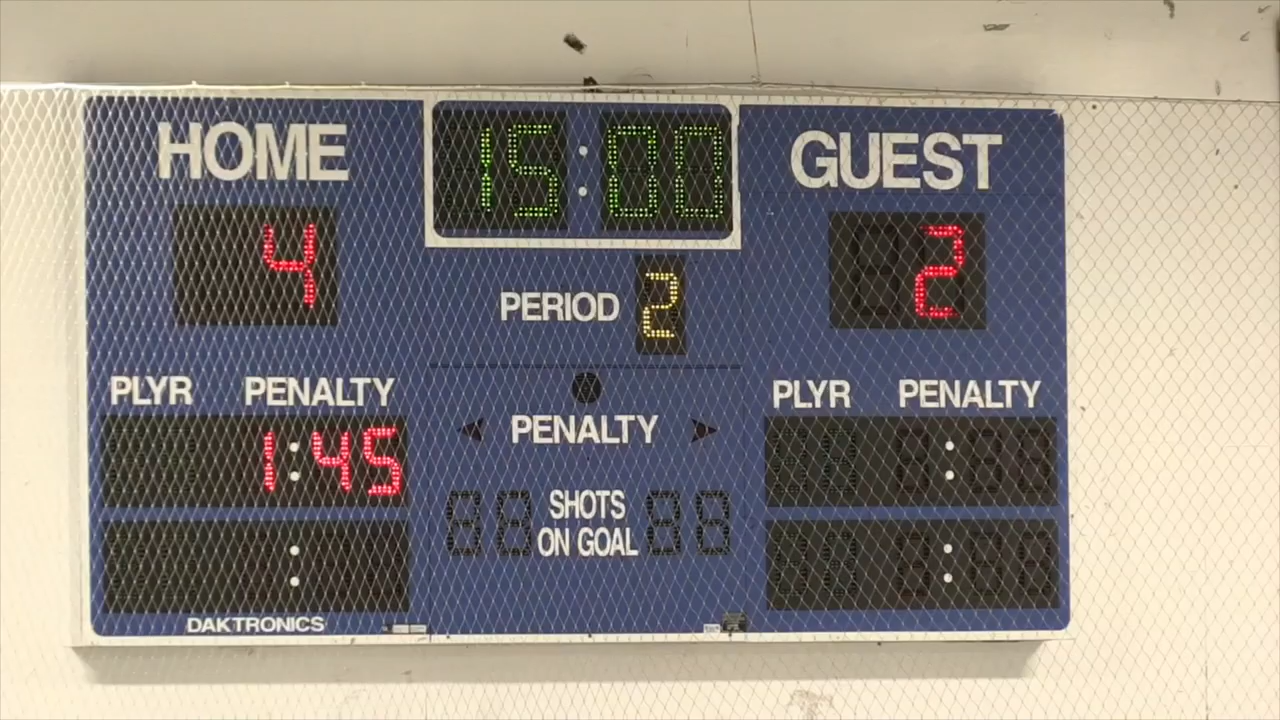 HOME
15:00
GUEST
4
2
PERIOD 2
PLYR PENALTY
PLYR PENALTY
1:45
PENALTY
SHOTS
ON GOAL
DAKTRONICS